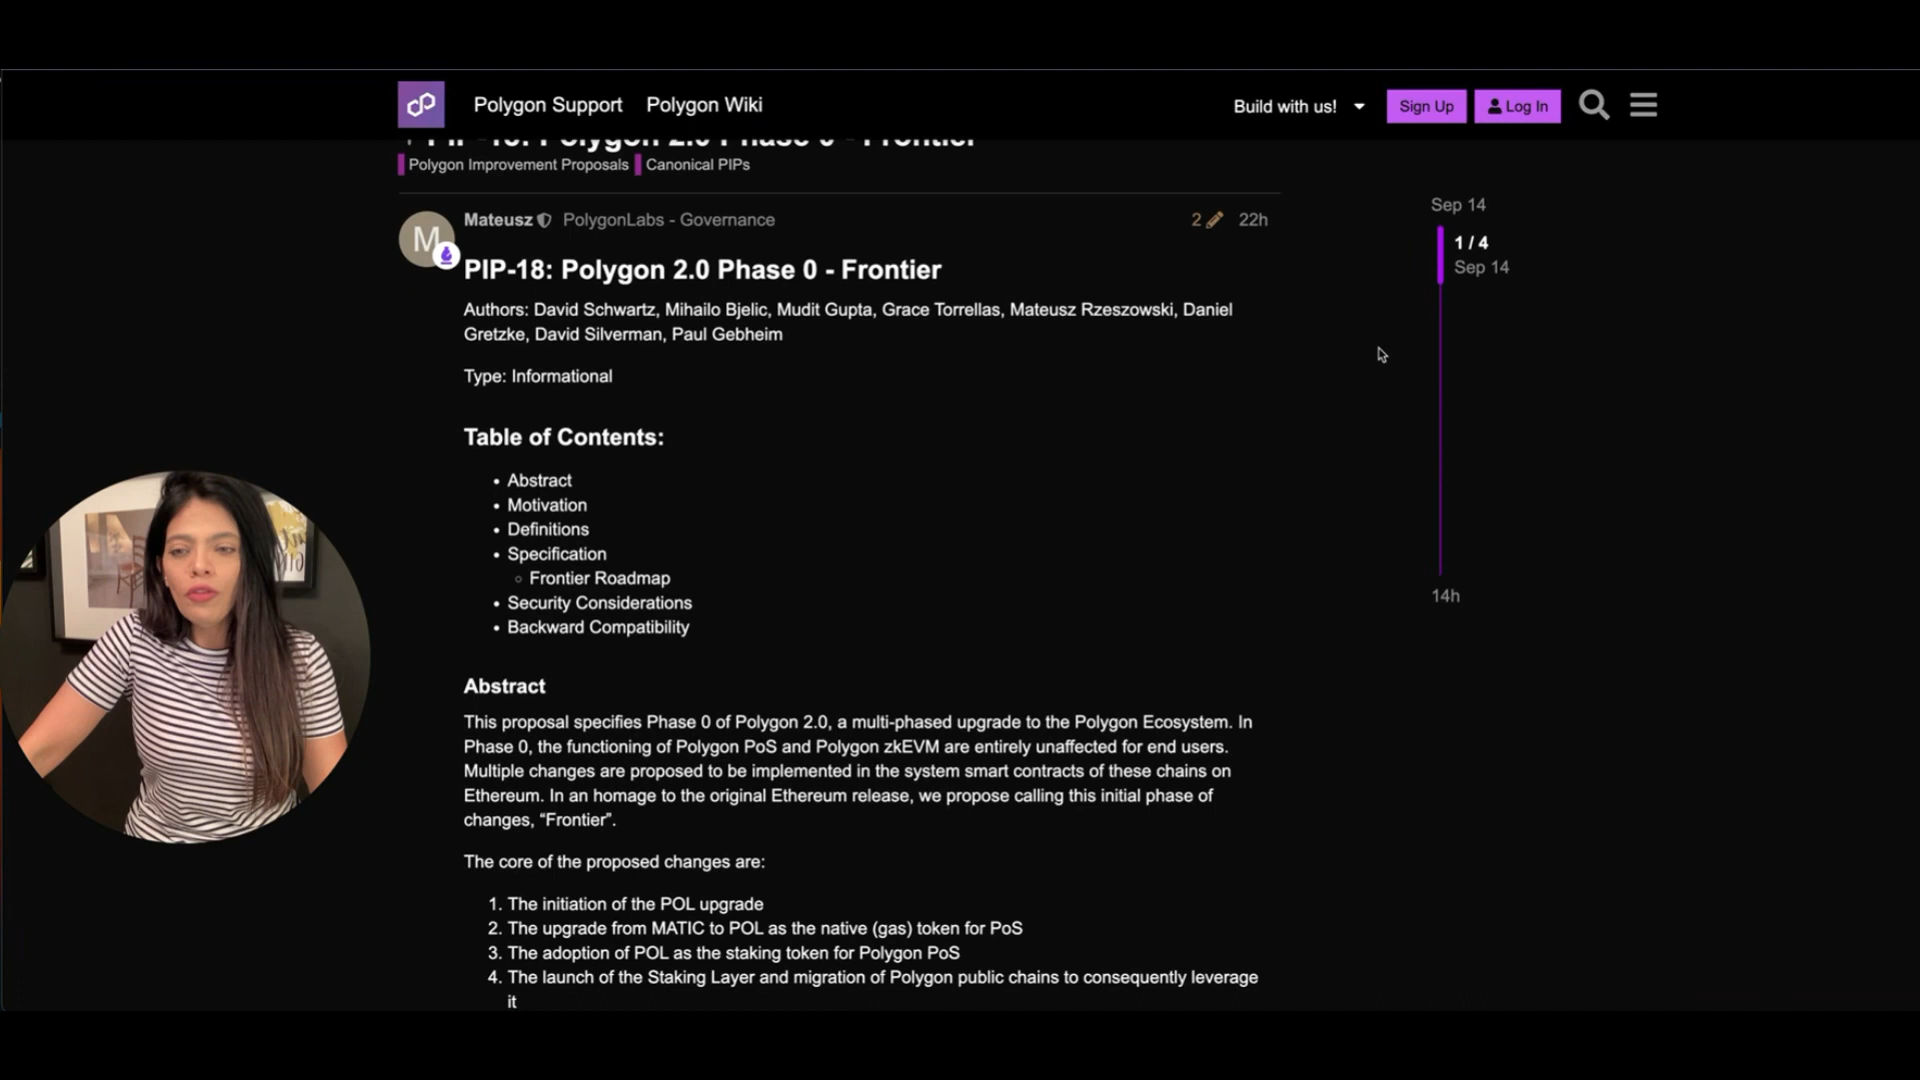 Polygon Support Polygon Wiki
Build with us! Sign Up Log In
PIP-18: Polygon 2.0 Phase 0 - Frontier
Polygon Improvement Proposals Canonical PIPs
Sep 14
Mateusz PolygonLabs - Governance 2 22h
1 / 4
Sep 14
M
PIP-18: Polygon 2.0 Phase 0 - Frontier
Authors: David Schwartz, Mihailo Bjelic, Mudit Gupta, Grace Torrellas, Mateusz Rzeszowski, Daniel
Gretzke, David Silverman, Paul Gebheim
Type: Informational
Table of Contents:
• Abstract
• Motivation
• Definitions
• Specification
◦ Frontier Roadmap
14h
• Security Considerations
• Backward Compatibility
Abstract
This proposal specifies Phase 0 of Polygon 2.0, a multi-phased upgrade to the Polygon Ecosystem. In
Phase 0, the functioning of Polygon PoS and Polygon zkEVM are entirely unaffected for end users.
Multiple changes are proposed to be implemented in the system smart contracts of these chains on
Ethereum. In an homage to the original Ethereum release, we propose calling this initial phase of
changes, “Frontier”.
The core of the proposed changes are:
1. The initiation of the POL upgrade
2. The upgrade from MATIC to POL as the native (gas) token for PoS
3. The adoption of POL as the staking token for Polygon PoS
4. The launch of the Staking Layer and migration of Polygon public chains to consequently leverage
it